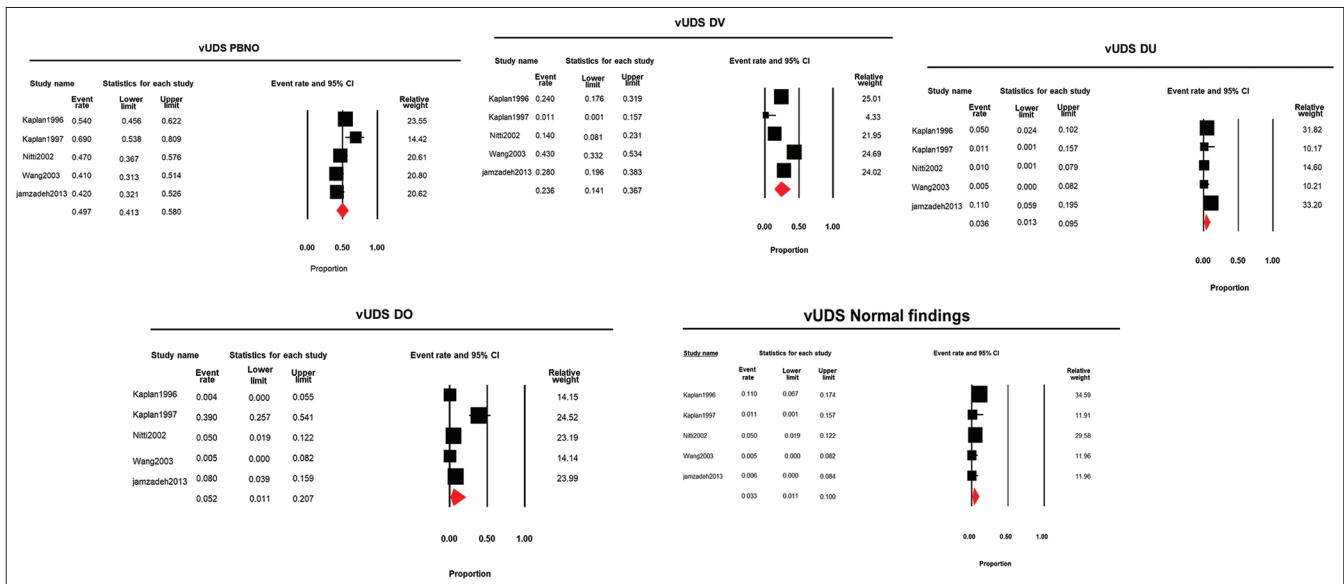 vUDS PBNO
Study name Statistics for each study Event rate and 95% CI
Event rate Lower limit Upper limit Relative weight
Kaplan1996 0.540 0.456 0.622 23.55
Kaplan1997 0.690 0.538 0.809 14.42
Nitti2002 0.470 0.367 0.576 20.61
Wang2003 0.410 0.313 0.514 20.80
jamzadeh2013 0.420 0.321 0.526 20.62
0.497 0.413 0.580
0.00 0.50 1.00
Proportion
vUDS DV
Study name Event rate Statistics for each study Event rate and 95% CI
Lower limit Upper limit Relative weight
Kaplan1996 0.240 0.176 0.319 25.01
Kaplan1997 0.011 0.001 0.157 4.33
Nitti2002 0.140 0.081 0.231 21.95
Wang2003 0.430 0.332 0.534 24.69
jamzadeh2013 0.280 0.196 0.383 24.02
0.236 0.141 0.367
0.00 0.50 1.00
Proportion
vUDS DU
Study name Statistics for each study Event rate and 95% CI
Event rate Lower limit Upper limit Relative weight
Kaplan1996 0.050 0.024 0.102 31.82
Kaplan1997 0.011 0.001 0.157 10.17
Nitti2002 0.010 0.001 0.079 14.60
Wang2003 0.005 0.000 0.082 10.21
jamzadeh2013 0.110 0.059 0.195 33.20
0.036 0.013 0.095
0.00 0.50 1.00
Proportion
vUDS DO
Study name Statistics for each study Event rate and 95% CI
Event rate Lower limit Upper limit Relative weight
Kaplan1996 0.004 0.000 0.055 14.15
Kaplan1997 0.390 0.257 0.541 24.52
Nitti2002 0.050 0.019 0.122 23.19
Wang2003 0.005 0.000 0.082 14.14
jamzadeh2013 0.080 0.039 0.159 23.99
0.052 0.011 0.207
0.00 0.50 1.00
Proportion
vUDS Normal findings
Study name Statistics for each study Event rate and 95% CI
Event rate Lower limit Upper limit Relative weight
Kaplan1996 0.110 0.067 0.174 34.59
Kaplan1997 0.011 0.001 0.157 11.91
Nitti2002 0.050 0.019 0.122 29.58
Wang2003 0.005 0.000 0.082 11.96
jamzadeh2013 0.006 0.000 0.084 11.96
0.033 0.011 0.100
0.00 0.50 1.00
Proportion